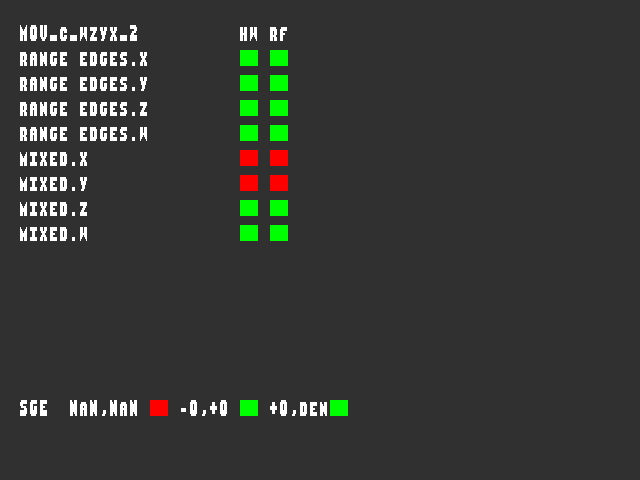 MOV_C_WZYX_2 HW RF
RANGE EDGES.X
RANGE EDGES.Y
RANGE EDGES.Z
RANGE EDGES.W
MIXED.X
MIXED.Y
MIXED.Z
MIXED.W
SGE NAN,NAN -0,+0 +0,DEN